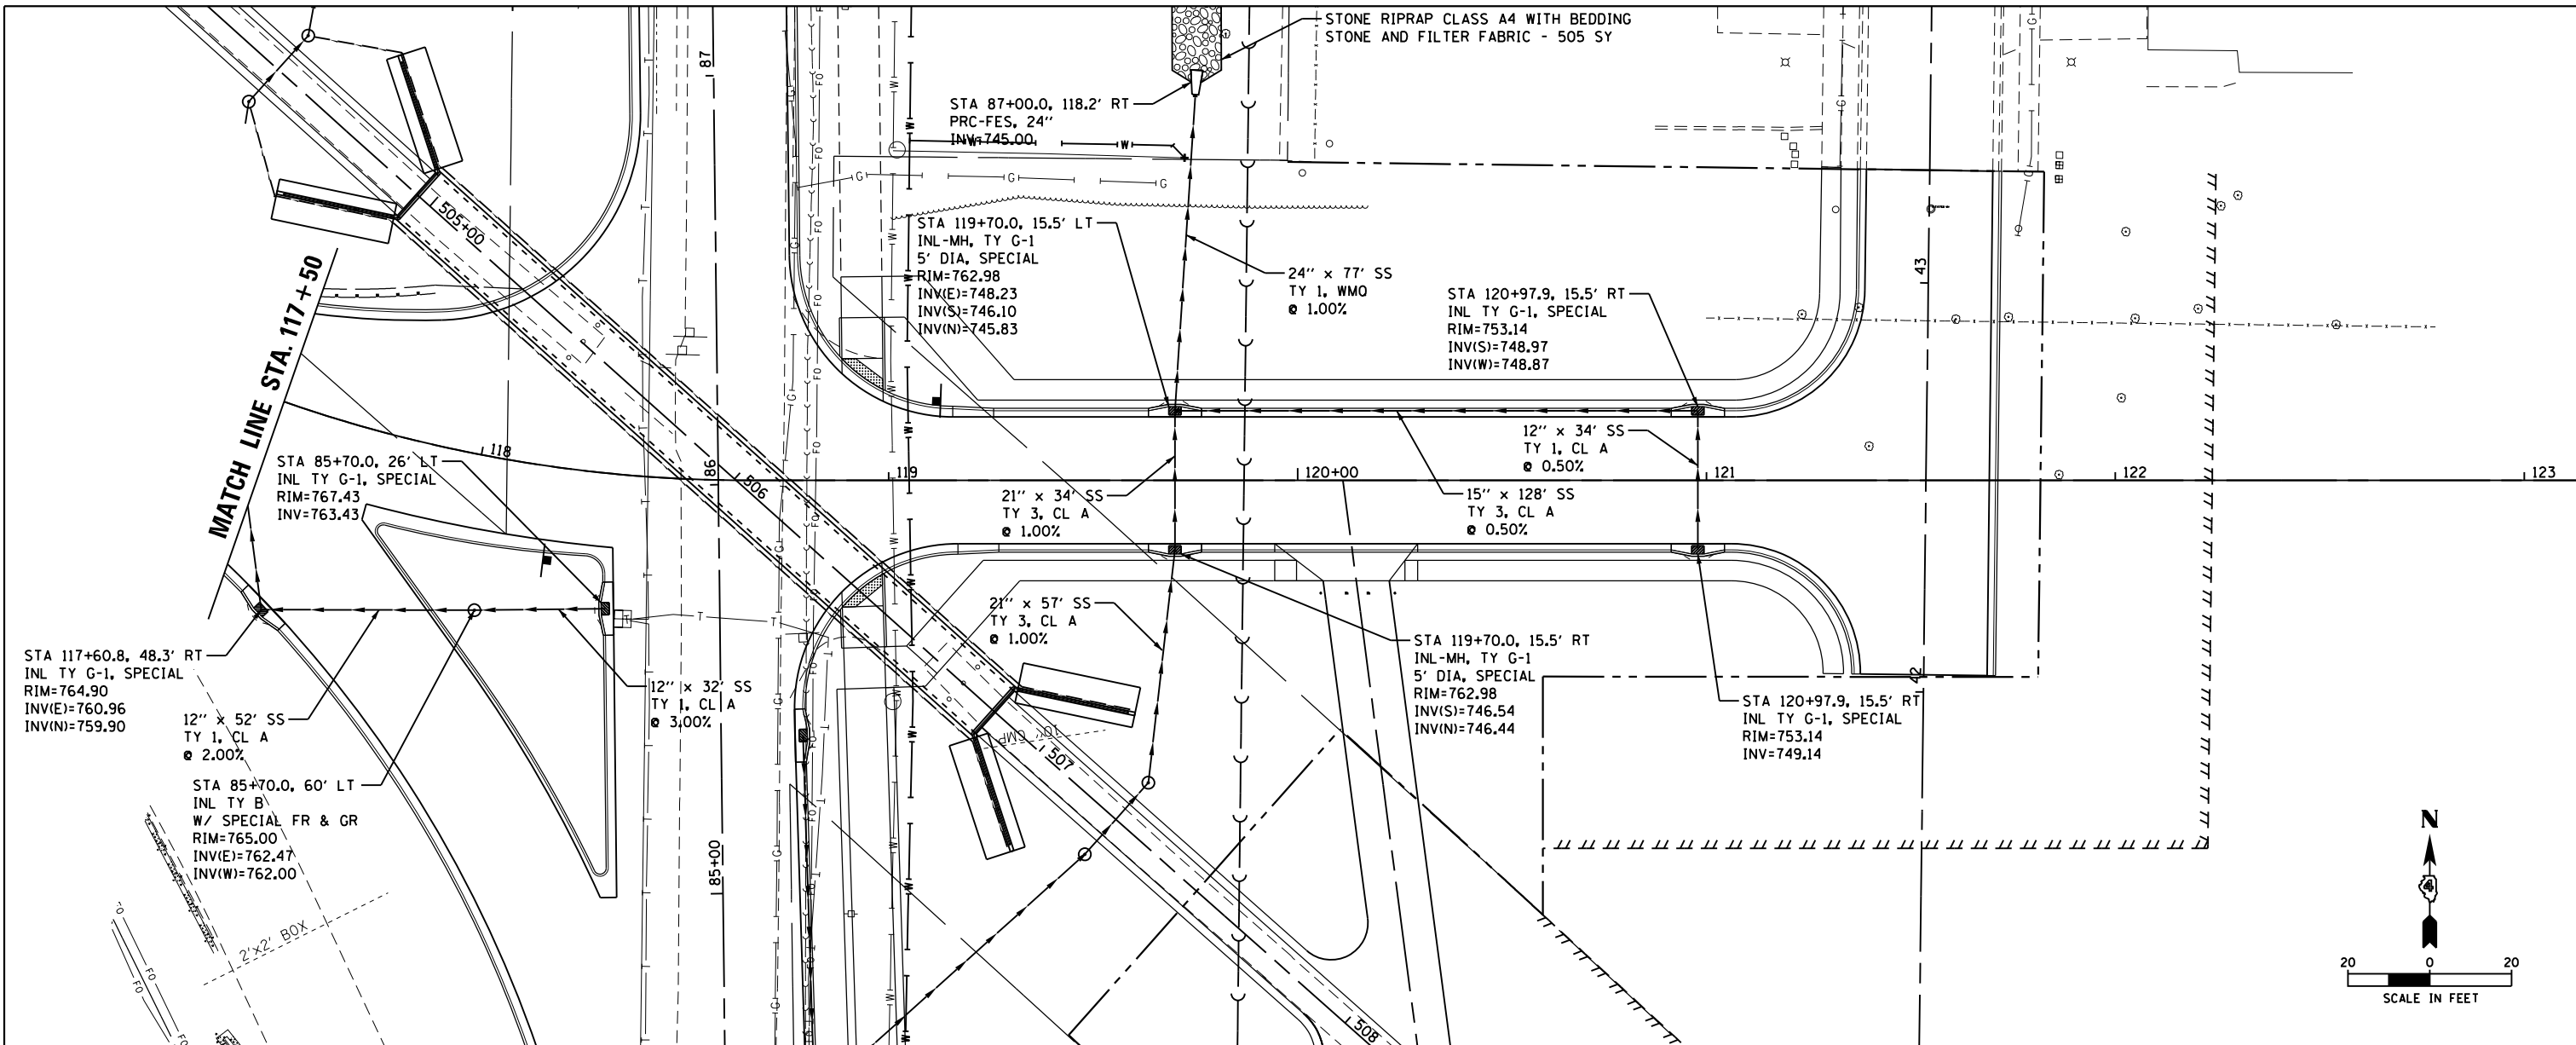 STONE RIPRAP CLASS A4 WITH BEDDING
STONE AND FILTER FABRIC - 505 SY
87
STA 87+00.0, 118.2' RT
PRC-FES, 24"
INV=745.00
505+00
MATCH LINE STA. 117+50
STA 119+70.0, 15.5' LT
INL-MH, TY G-1
5' DIA, SPECIAL
RIM=762.98
INV(E)=748.23
INV(S)=746.10
INV(N)=745.83
24" x 77' SS
TY 1, WMQ
@ 1.00%
STA 120+97.9, 15.5' RT
INL TY G-1, SPECIAL
RIM=753.14
INV(S)=748.97
INV(W)=748.87
43
118
86
506
119
120+00
121
122
123
STA 85+70.0, 26' LT
INL TY G-1, SPECIAL
RIM=767.43
INV=763.43
12" x 34' SS
TY 1, CL A
@ 0.50%
21" x 34' SS
TY 3, CL A
@ 1.00%
15" x 128' SS
TY 3, CL A
@ 0.50%
21" x 57' SS
TY 3, CL A
@ 1.00%
STA 117+60.8, 48.3' RT
INL TY G-1, SPECIAL
RIM=764.90
INV(E)=760.96
INV(N)=759.90
12" x 52' SS
TY 1, CL A
@ 2.00%
12" x 32' SS
TY 1, CL A
@ 3.00%
STA 119+70.0, 15.5' RT
INL-MH, TY G-1
5' DIA, SPECIAL
RIM=762.98
INV(S)=746.54
INV(N)=746.44
42
STA 120+97.9, 15.5' RT
INL TY G-1, SPECIAL
RIM=753.14
INV=749.14
STA 85+70.0, 60' LT
INL TY B
W/ SPECIAL FR & GR
RIM=765.00
INV(E)=762.47
INV(W)=762.00
10" CMP
507
85+00
2'x2' BOX
508
FO
G
W
T
N
4
20 0 20
SCALE IN FEET